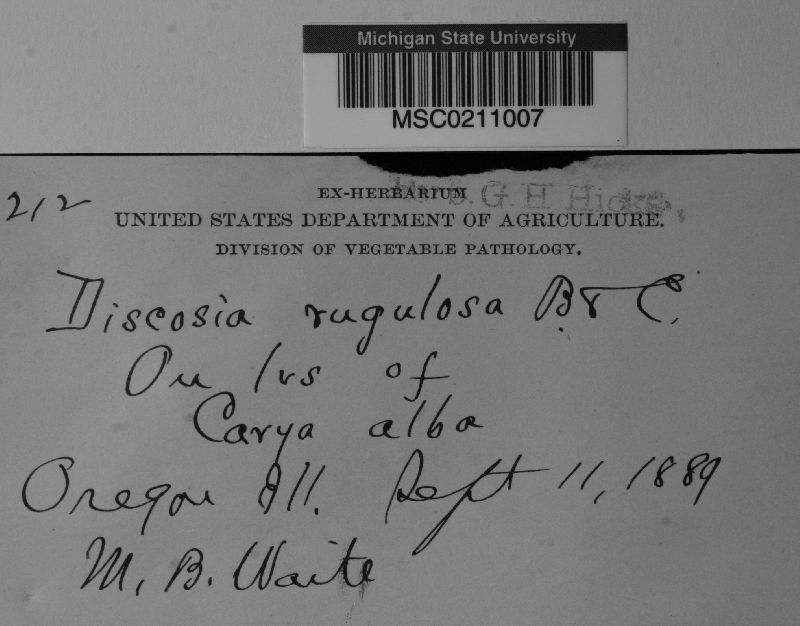 Michigan State University
MSC0211007
G. H. Hicks,
212
EX-HERBARIUM
UNITED STATES DEPARTMENT OF AGRICULTURE.
DIVISION OF VEGETABLE PATHOLOGY.
Discosia rugulosa B & C.
On lvs of
Carya alba
Oregon Ill. Sept 11, 1889
M. B. Waite